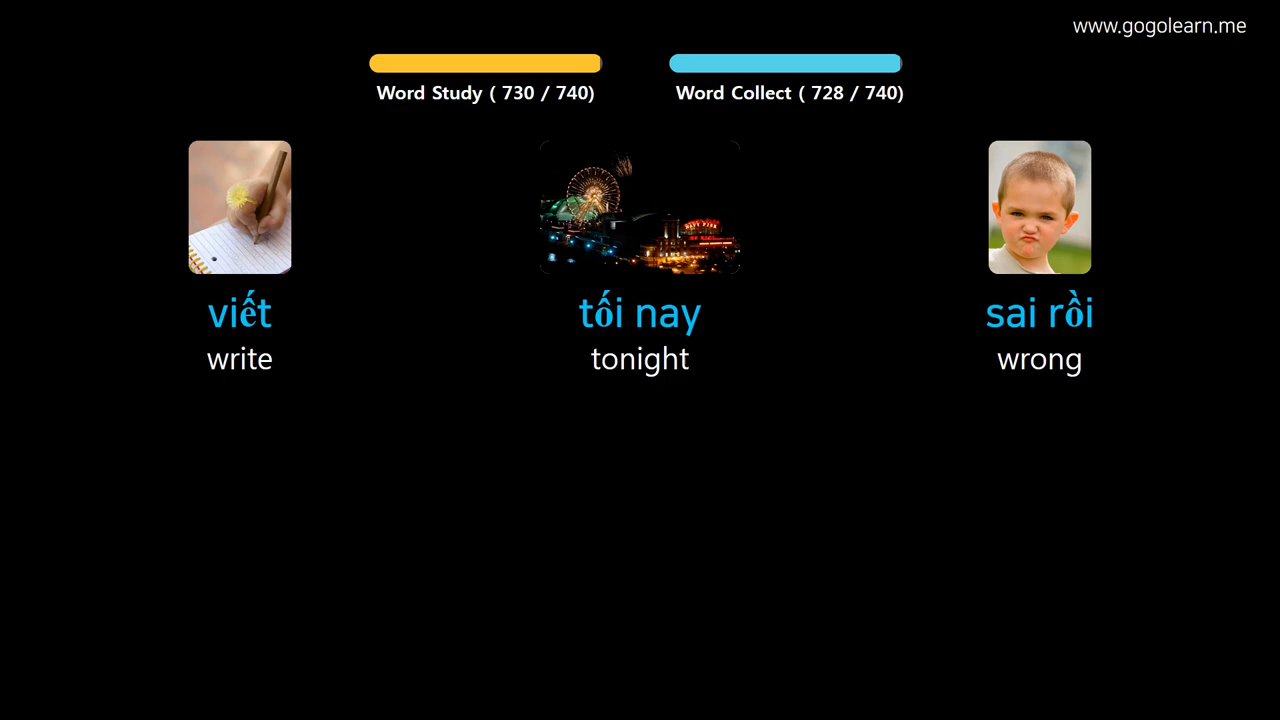 www.gogolearn.me
Word Study ( 730 / 740)
Word Collect ( 728 / 740)
viết
tối nay
sai rồi
write
tonight
wrong